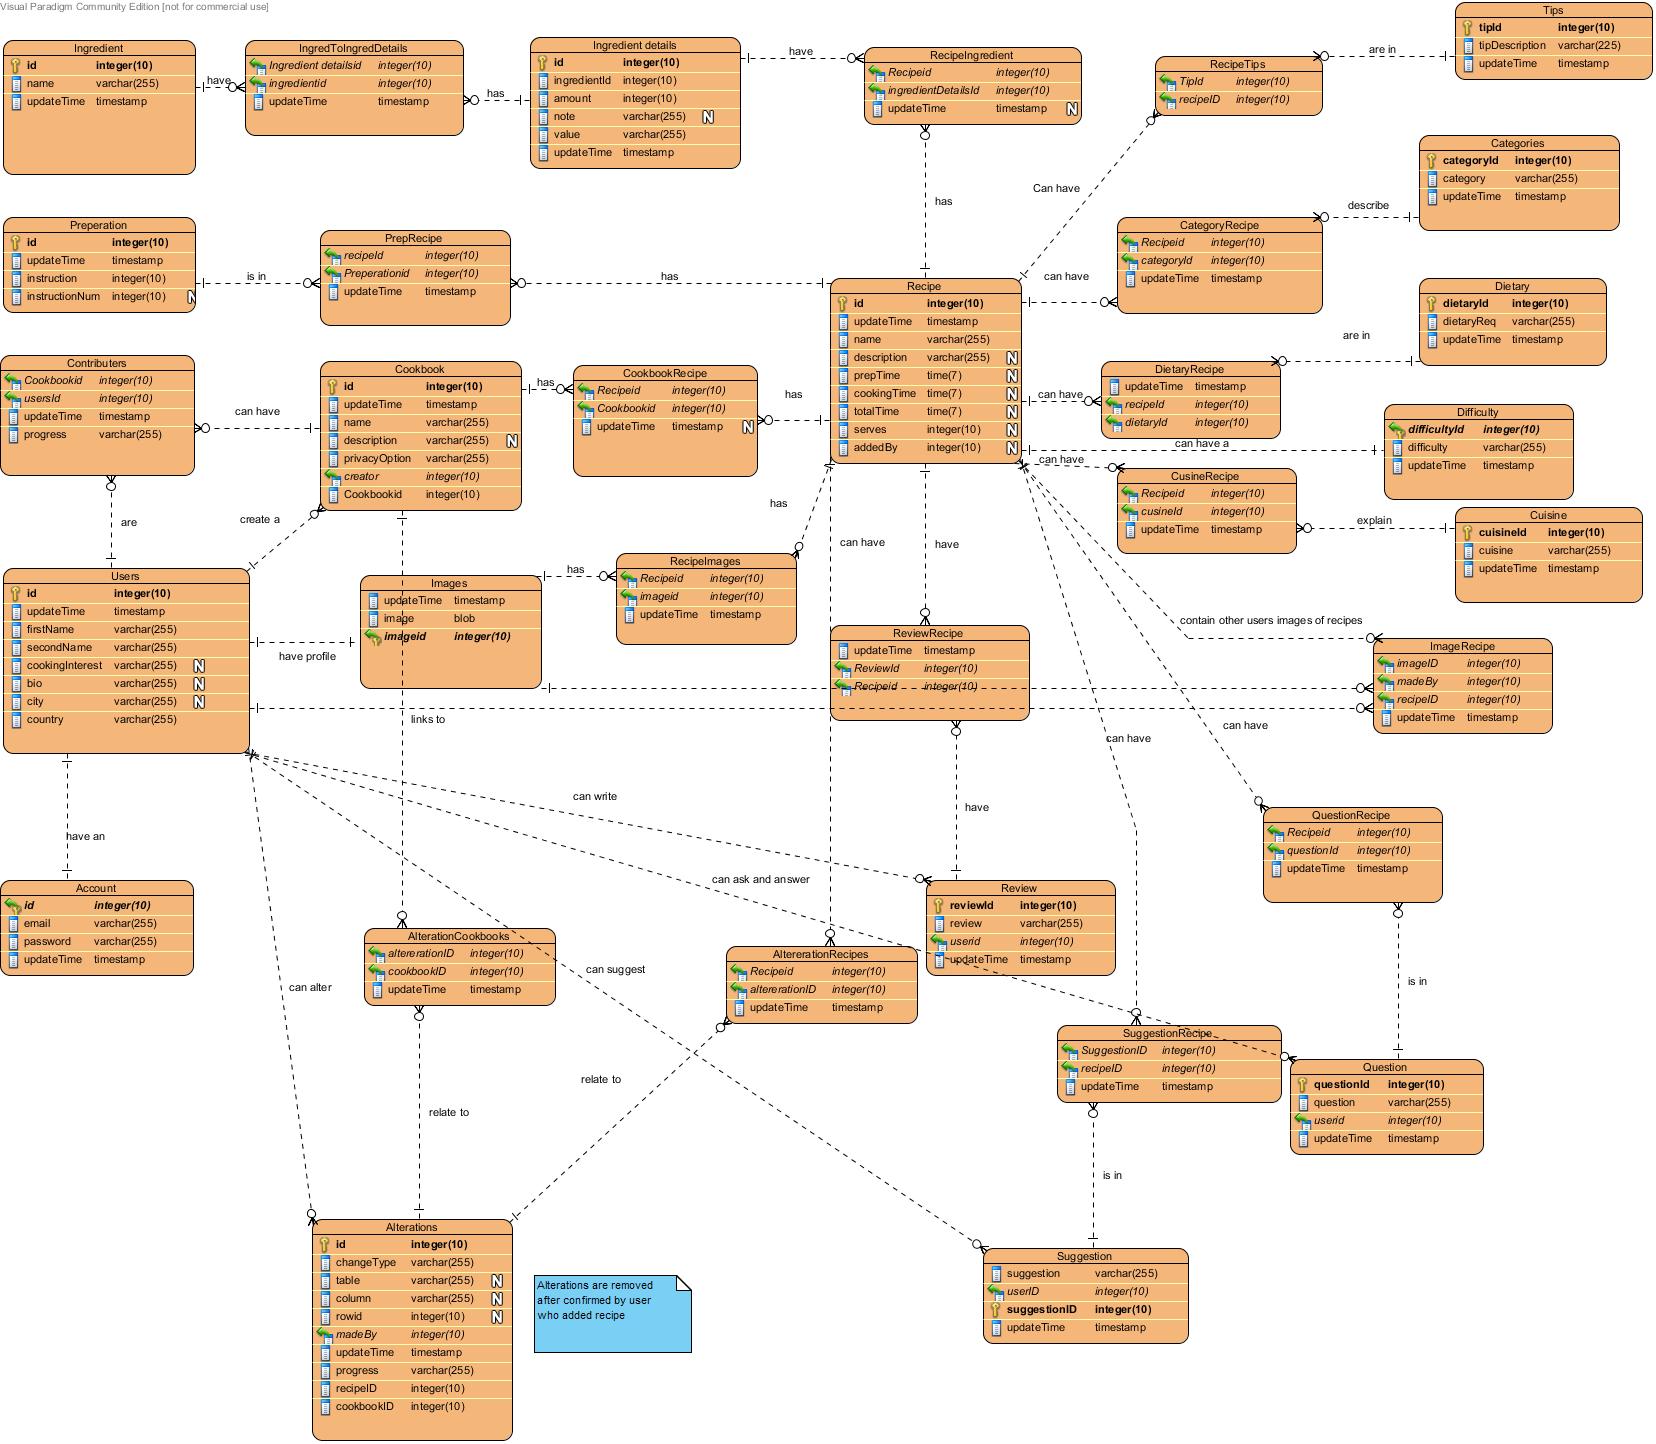 Visual Paradigm Community Edition [not for commercial use]
Ingredient
id integer(10)
name varchar(255)
updateTime timestamp
have
IngredToIngredDetails
Ingredient detailsid integer(10)
ingredientid integer(10)
updateTime timestamp
has
Ingredient details
id integer(10)
ingredientId integer(10)
amount integer(10)
note varchar(255) N
value varchar(255)
updateTime timestamp
have
RecipeIngredient
Recipeid integer(10)
ingredientDetailsId integer(10)
updateTime timestamp N
has
RecipeTips
TipId integer(10)
recipeID integer(10)
Can have
are in
Tips
tipId integer(10)
tipDescription varchar(225)
updateTime timestamp
Categories
categoryId integer(10)
category varchar(255)
updateTime timestamp
describe
CategoryRecipe
Recipeid integer(10)
categoryId integer(10)
updateTime timestamp
can have
Preperation
id integer(10)
updateTime timestamp
instruction integer(10)
instructionNum integer(10) N
is in
PrepRecipe
recipeId integer(10)
Preperationid integer(10)
updateTime timestamp
has
Recipe
id integer(10)
updateTime timestamp
name varchar(255)
description varchar(255) N
prepTime time(7) N
cookingTime time(7) N
totalTime time(7) N
serves integer(10) N
addedBy integer(10) N
Dietary
dietaryId integer(10)
dietaryReq varchar(255)
updateTime timestamp
are in
DietaryRecipe
updateTime timestamp
recipeId integer(10)
dietaryId integer(10)
can have
Difficulty
difficultyId integer(10)
difficulty varchar(255)
updateTime timestamp
can have a
can have
CusineRecipe
Recipeid integer(10)
cusineId integer(10)
updateTime timestamp
explain
Cuisine
cuisineId integer(10)
cuisine varchar(255)
updateTime timestamp
Contributers
Cookbookid integer(10)
usersId integer(10)
updateTime timestamp
progress varchar(255)
can have
are
Cookbook
id integer(10)
updateTime timestamp
name varchar(255)
description varchar(255) N
privacyOption varchar(255)
creator integer(10)
Cookbookid integer(10)
has
CookbookRecipe
Recipeid integer(10)
Cookbookid integer(10)
updateTime timestamp N
has
create a
has
can have
have
Users
id integer(10)
updateTime timestamp
firstName varchar(255)
secondName varchar(255)
cookingInterest varchar(255) N
bio varchar(255) N
city varchar(255) N
country varchar(255)
have profile
Images
updateTime timestamp
image blob
imageid integer(10)
has
RecipeImages
Recipeid integer(10)
imageid integer(10)
updateTime timestamp
ReviewRecipe
updateTime timestamp
ReviewId integer(10)
Recipeid integer(10)
contain other users images of recipes
ImageRecipe
imageID integer(10)
madeBy integer(10)
recipeID integer(10)
updateTime timestamp
links to
can have
can have
have an
can write
have
QuestionRecipe
Recipeid integer(10)
questionId integer(10)
updateTime timestamp
Account
id integer(10)
email varchar(255)
password varchar(255)
updateTime timestamp
can ask and answer
Review
reviewId integer(10)
review varchar(255)
userid integer(10)
updateTime timestamp
AlterationCookbooks
altererationID integer(10)
cookbookID integer(10)
updateTime timestamp
can suggest
AltererationRecipes
Recipeid integer(10)
altererationID integer(10)
updateTime timestamp
can alter
is in
SuggestionRecipe
SuggestionID integer(10)
recipeID integer(10)
updateTime timestamp
Question
questionId integer(10)
question varchar(255)
userid integer(10)
updateTime timestamp
relate to
relate to
is in
Alterations
id integer(10)
changeType varchar(255)
table varchar(255) N
column varchar(255) N
rowid integer(10) N
madeBy integer(10)
updateTime timestamp
progress varchar(255)
recipeID integer(10)
cookbookID integer(10)
Alterations are removed
after confirmed by user
who added recipe
Suggestion
suggestion varchar(255)
userID integer(10)
suggestionID integer(10)
updateTime timestamp